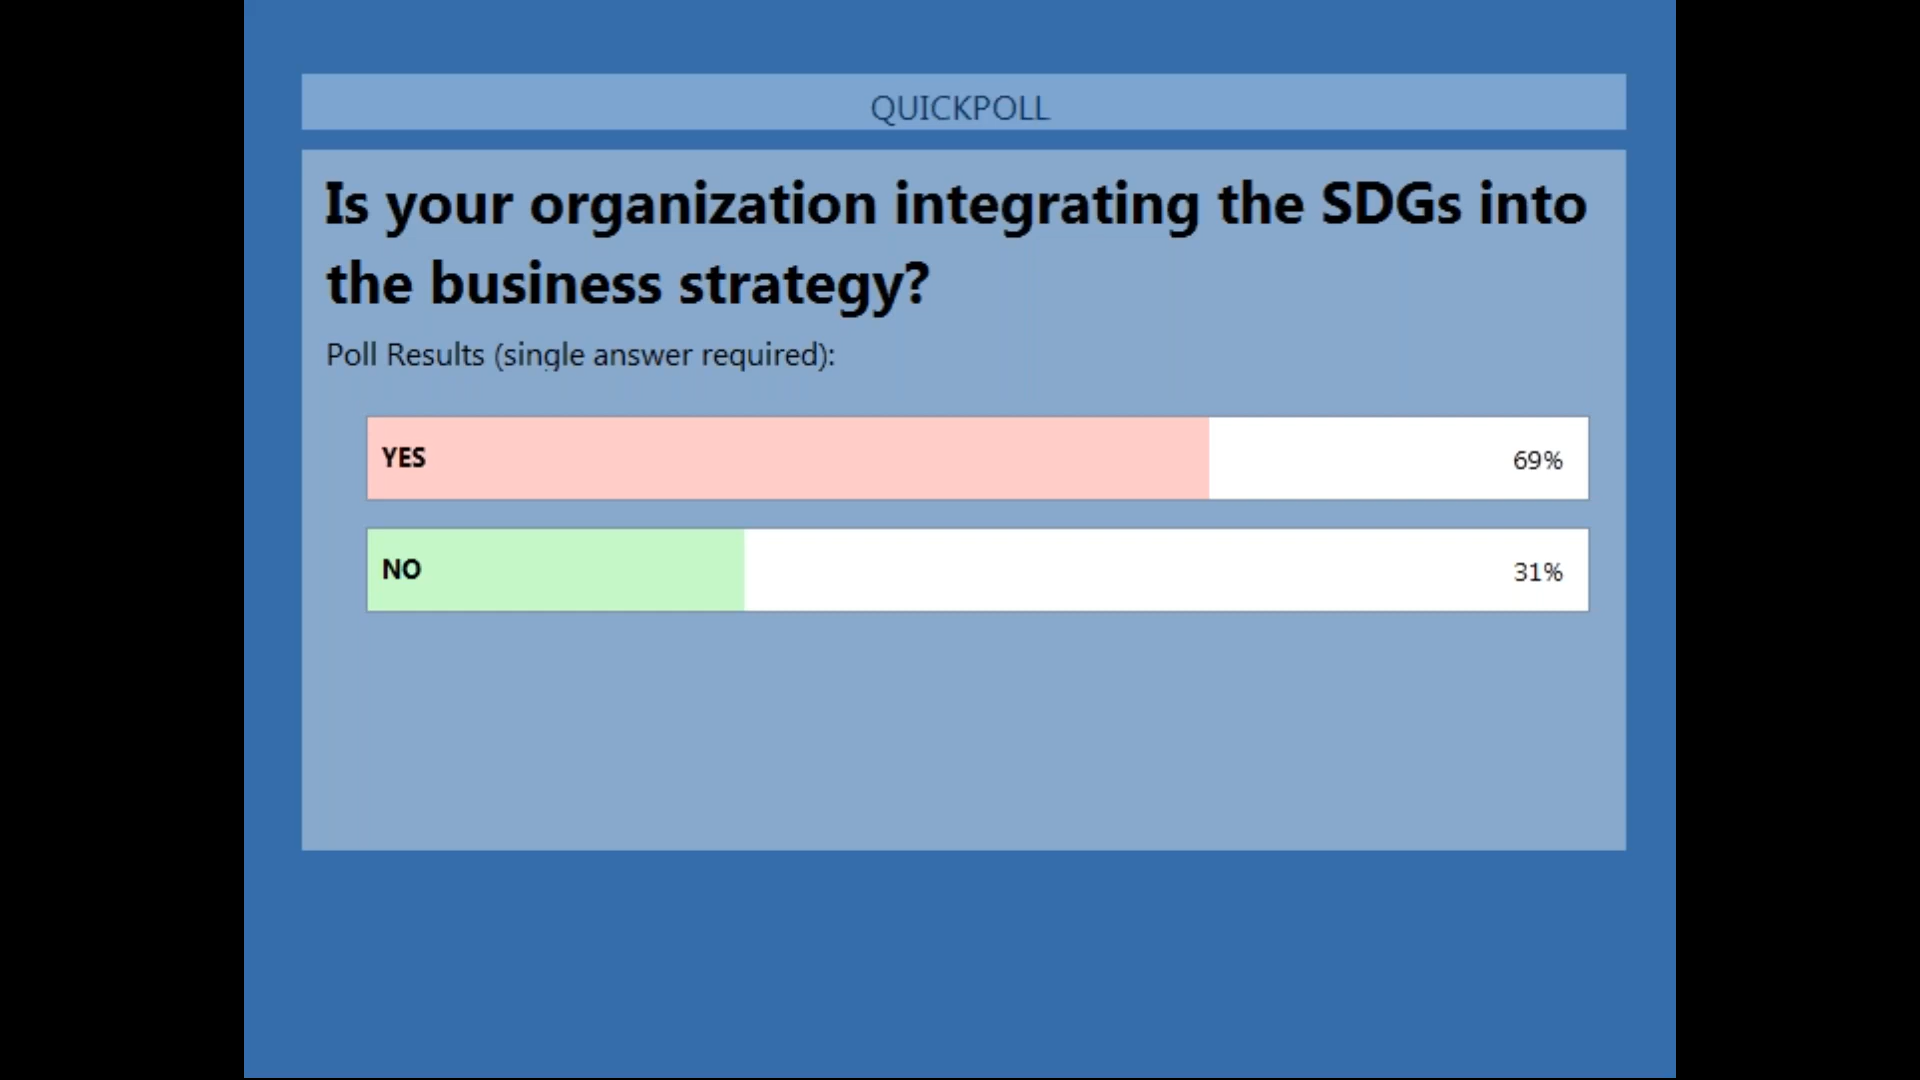 QUICKPOLL
Is your organization integrating the SDGs into
the business strategy?
Poll Results (single answer required):
YES 69%
NO 31%